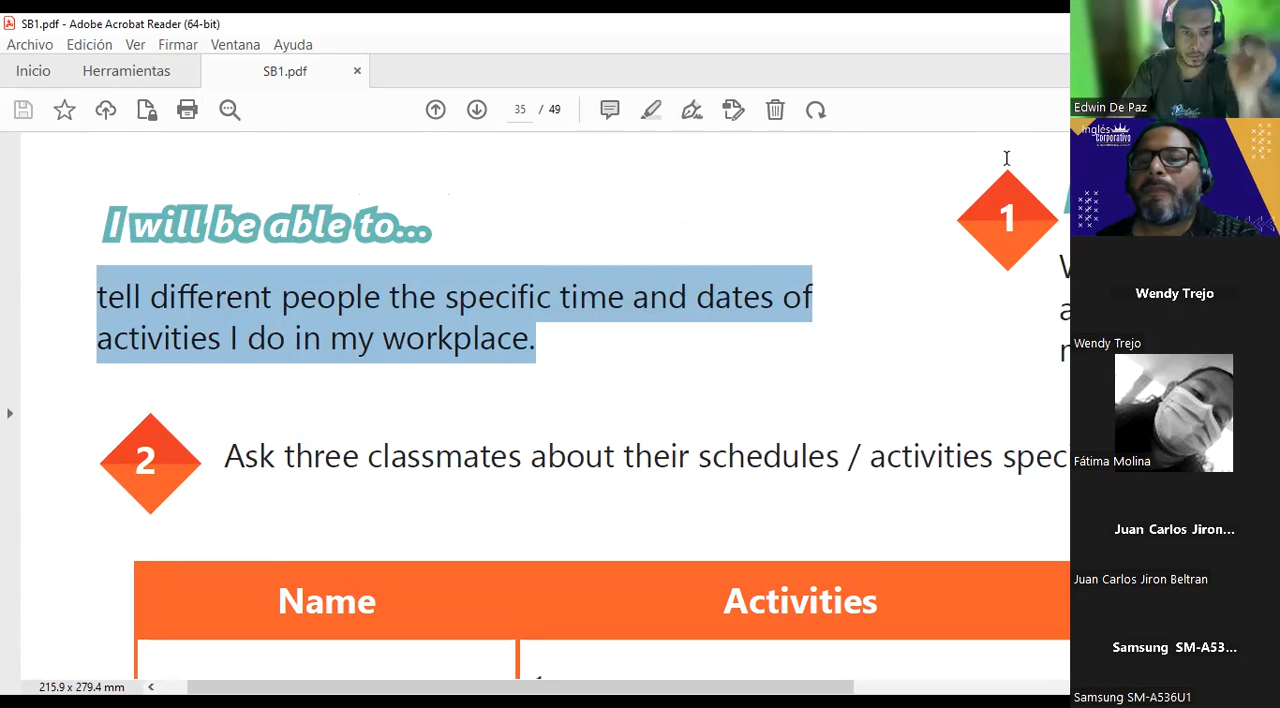 SB1.pdf - Adobe Acrobat Reader (64-bit)
Archivo Edición Ver Firmar Ventana Ayuda
Inicio Herramientas SB1.pdf ×
35 / 49
I will be able to...
1
tell different people the specific time and dates of
activities I do in my workplace.
2
Ask three classmates about their schedules / activities speci
Name Activities
215.9 x 279.4 mm
Edwin De Paz
Inglés
Corporativo
Wendy Trejo
Wendy Trejo
Fátima Molina
Juan Carlos Jiron...
Juan Carlos Jiron Beltran
Samsung SM-A53...
Samsung SM-A536U1